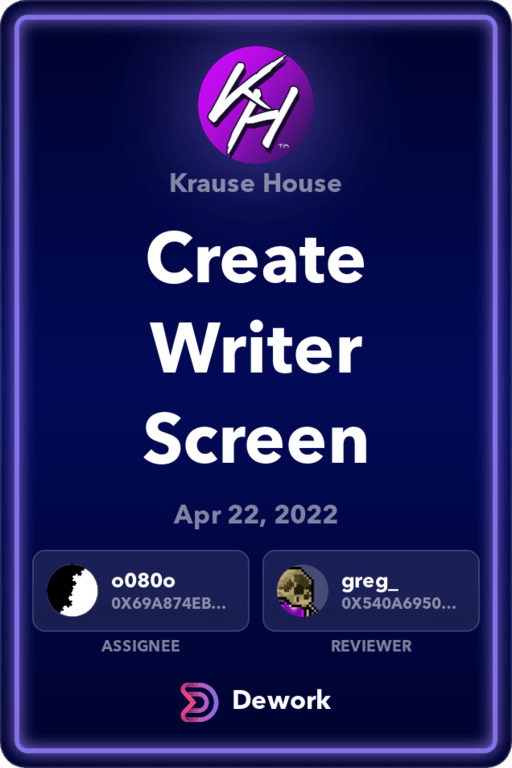 KH
TM
Krause House
Create
Writer
Screen
Apr 22, 2022
o080o
0X69A874EB...
ASSIGNEE
greg_
0X540A6950...
REVIEWER
Dework